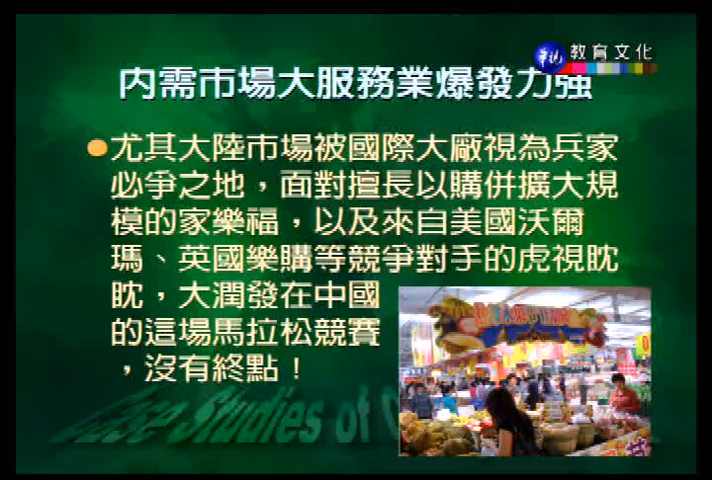 華視
教育文化
內需市場大服務業爆發力強
尤其大陸市場被國際大廠視為兵家
必爭之地，面對擅長以購併擴大規
模的家樂福，以及來自美國沃爾
瑪、英國樂購等競爭對手的虎視眈
眈，大潤發在中國
的這場馬拉松競賽
，沒有終點！
Case Studies of